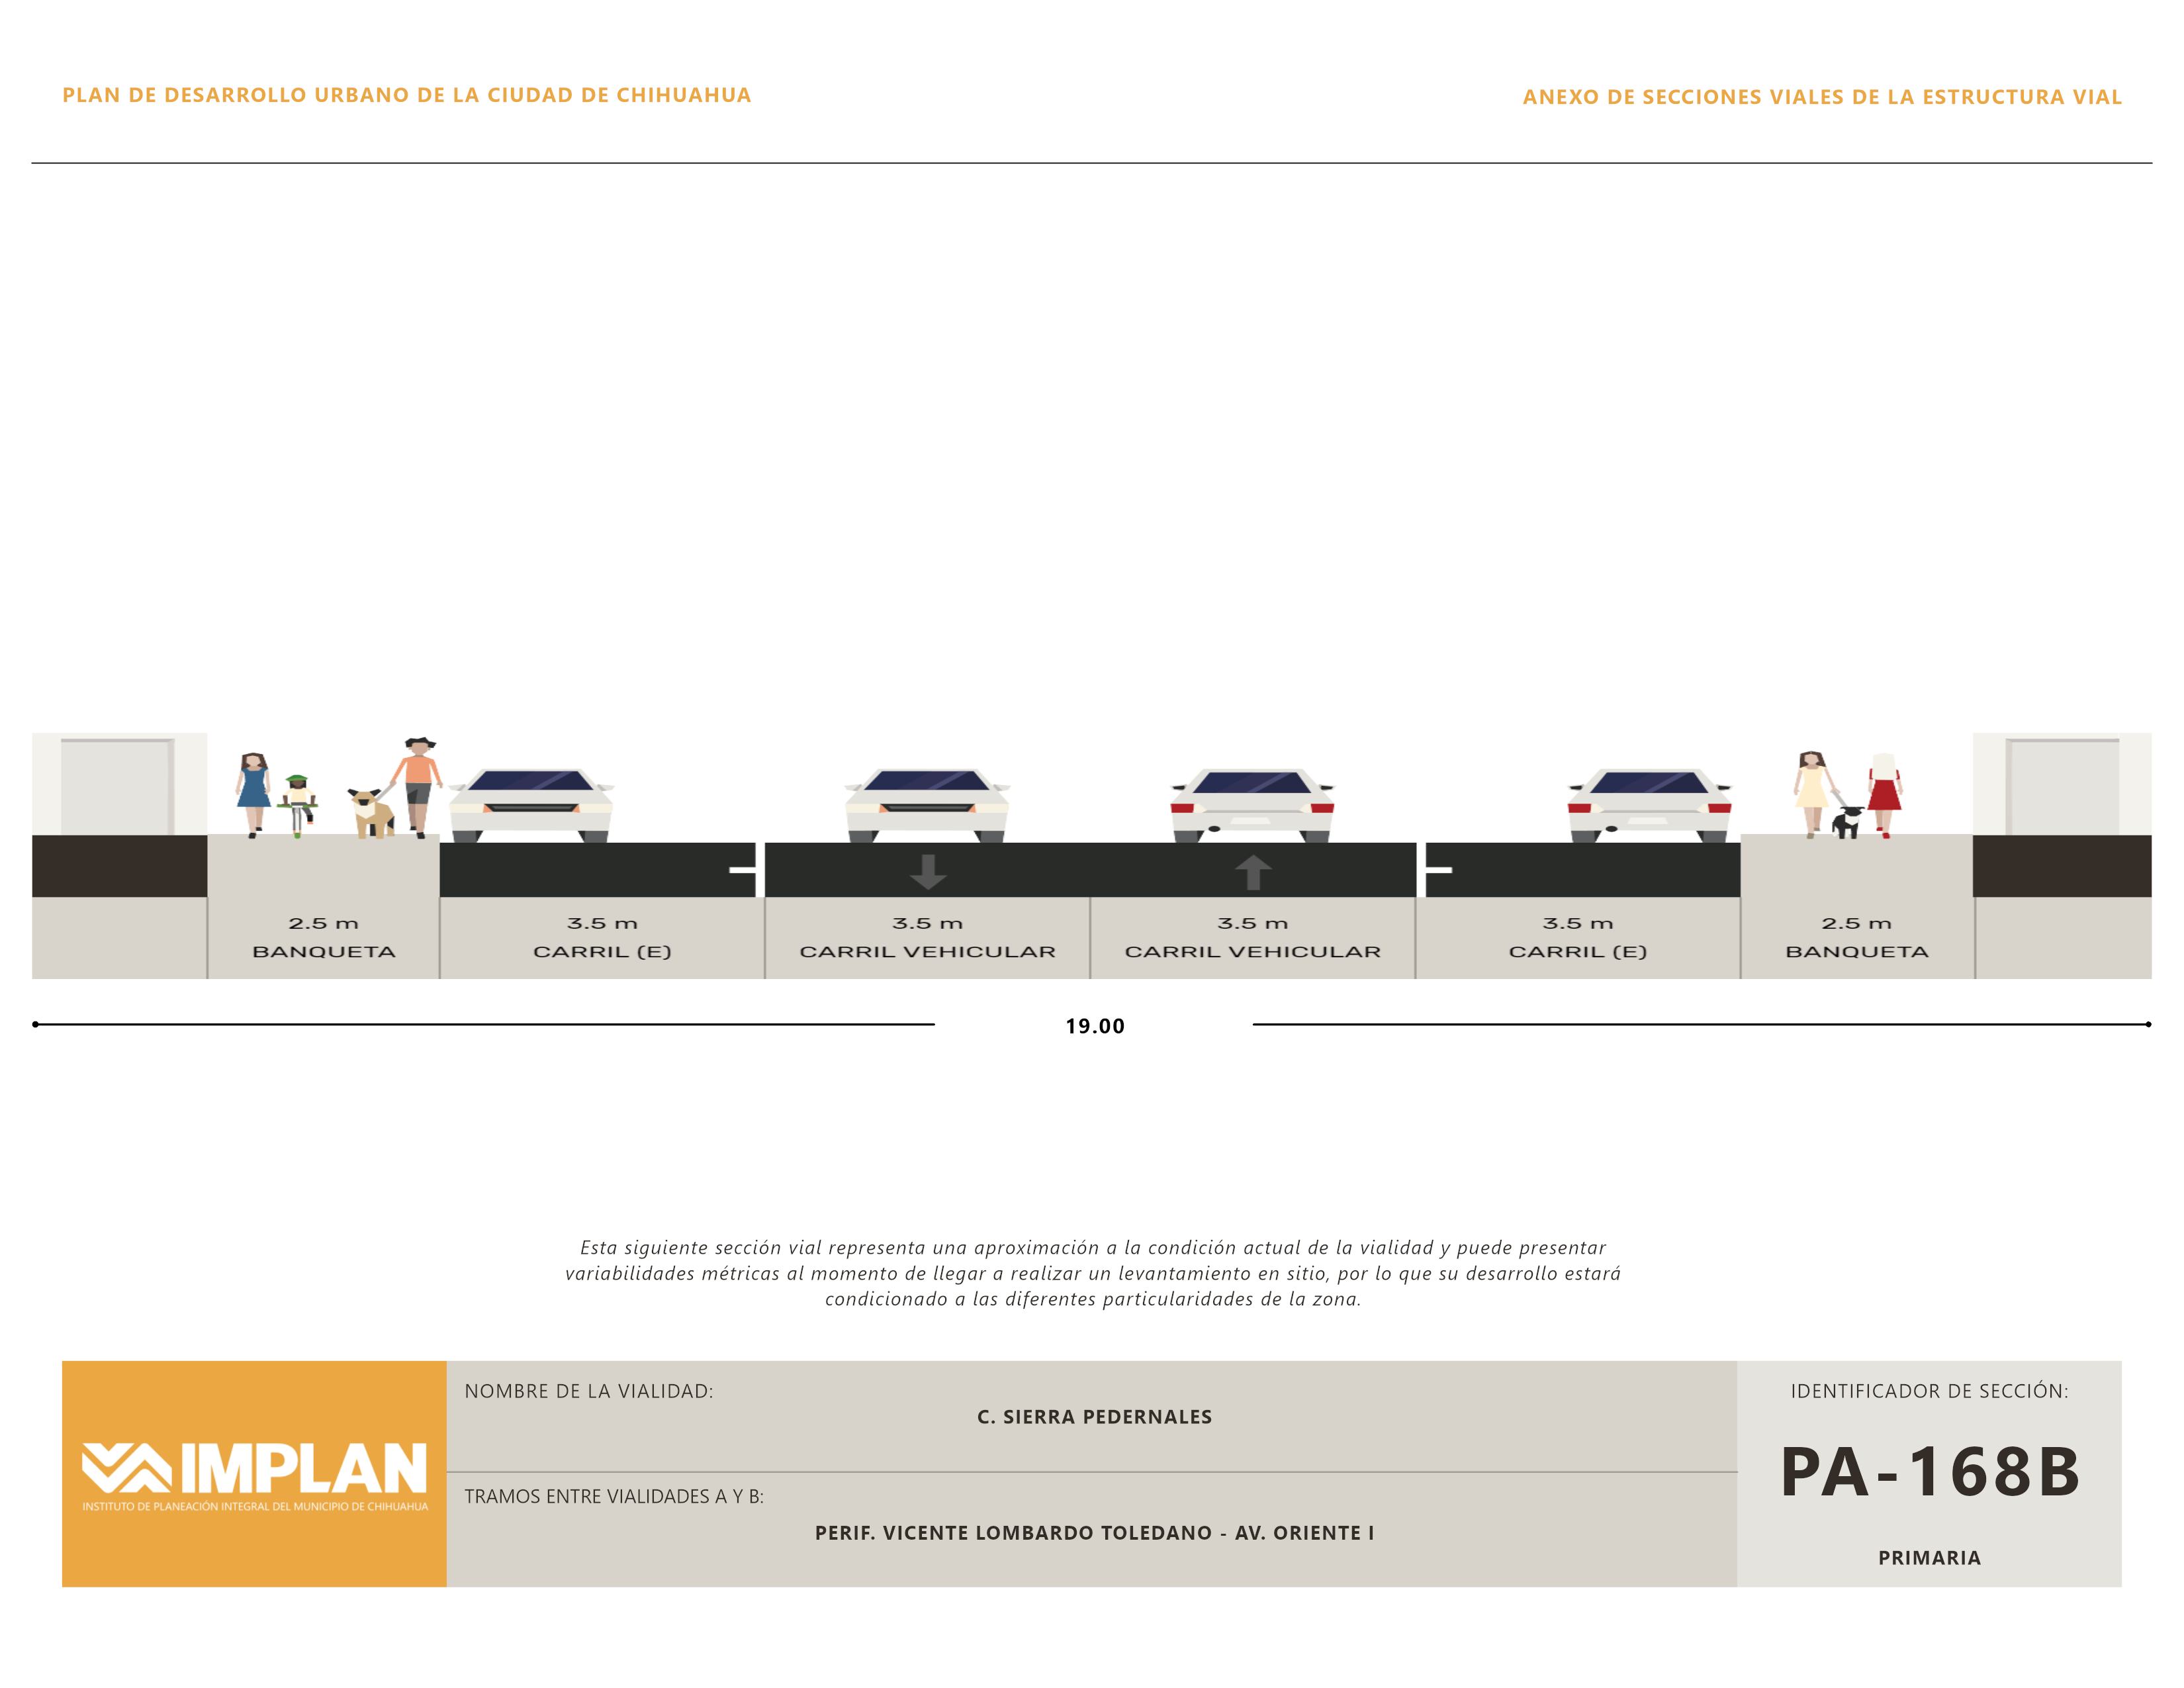 PLAN DE DESARROLLO URBANO DE LA CIUDAD DE CHIHUAHUA
ANEXO DE SECCIONES VIALES DE LA ESTRUCTURA VIAL
2.5 m
BANQUETA
3.5 m
CARRIL (E)
3.5 m
CARRIL VEHICULAR
3.5 m
CARRIL VEHICULAR
3.5 m
CARRIL (E)
2.5 m
BANQUETA
19.00
Esta siguiente sección vial representa una aproximación a la condición actual de la vialidad y puede presentar
variabilidades métricas al momento de llegar a realizar un levantamiento en sitio, por lo que su desarrollo estará
condicionado a las diferentes particularidades de la zona.
IMPLAN
INSTITUTO DE PLANEACIÓN INTEGRAL DEL MUNICIPIO DE CHIHUAHUA
NOMBRE DE LA VIALIDAD:
C. SIERRA PEDERNALES
TRAMOS ENTRE VIALIDADES A Y B:
PERIF. VICENTE LOMBARDO TOLEDANO - AV. ORIENTE I
IDENTIFICADOR DE SECCIÓN:
PA-168B
PRIMARIA